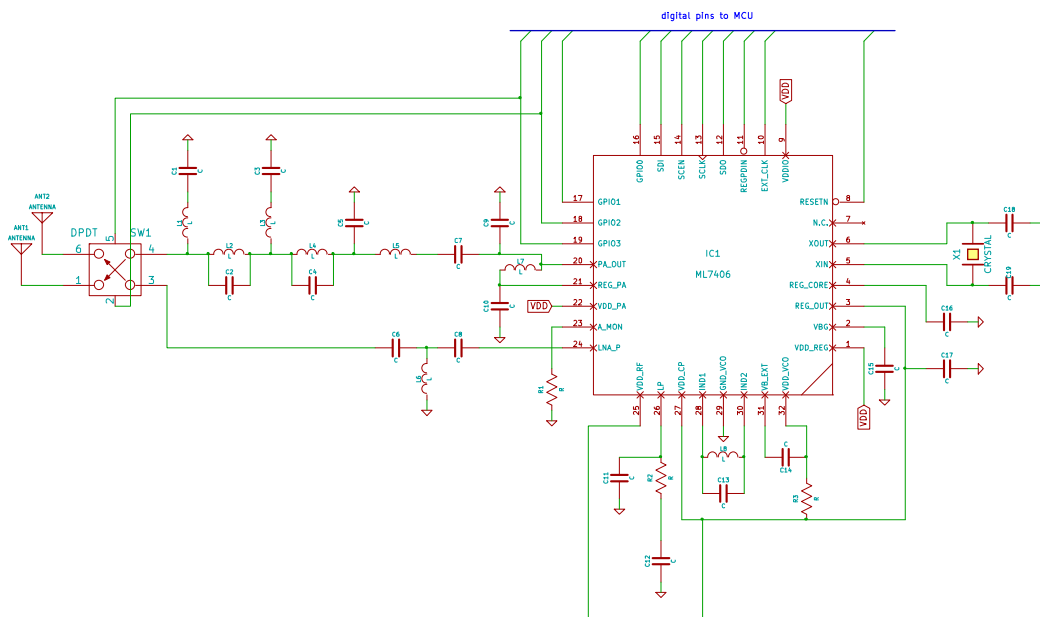 digital pins to MCU
VDD
16
15
14
13
12
11
10
9
GPIO0
SDI
SCEN
SCLK
SDO
REGPDIN
EXT_CLK
VDDIO
C1 C
C3 C
L1 L
L3 L
C5 C
C9 C
ANT2
ANTENNA
ANT1
ANTENNA
DPDT
SW1
5
6
4
1
3
2
L2
L
C2
C
L4
L
C4
C
L5
L
C7
C
L7
L
C10 C
VDD
17 GPIO1
18 GPIO2
19 GPIO3
20 PA_OUT
21 REG_PA
22 VDD_PA
23 A_MON
24 LNA_P
IC1
ML7406
RESETN 8
N.C. 7
XOUT 6
XIN 5
REG_CORE 4
REG_OUT 3
VBG 2
VDD_REG 1
C18
C
X1
CRYSTAL
C19
C
C16
C
C17
C
C15 C
VDD
C6
C
C8
C
L6 L
R1 R
VDD_RF
LP
VDD_CP
IND1
GND_VCO
IND2
VB_EXT
VDD_VCO
25
26
27
28
29
30
31
32
L8
L
C13
C
C
C14
C11 C
R2 R
R3 R
C12 C